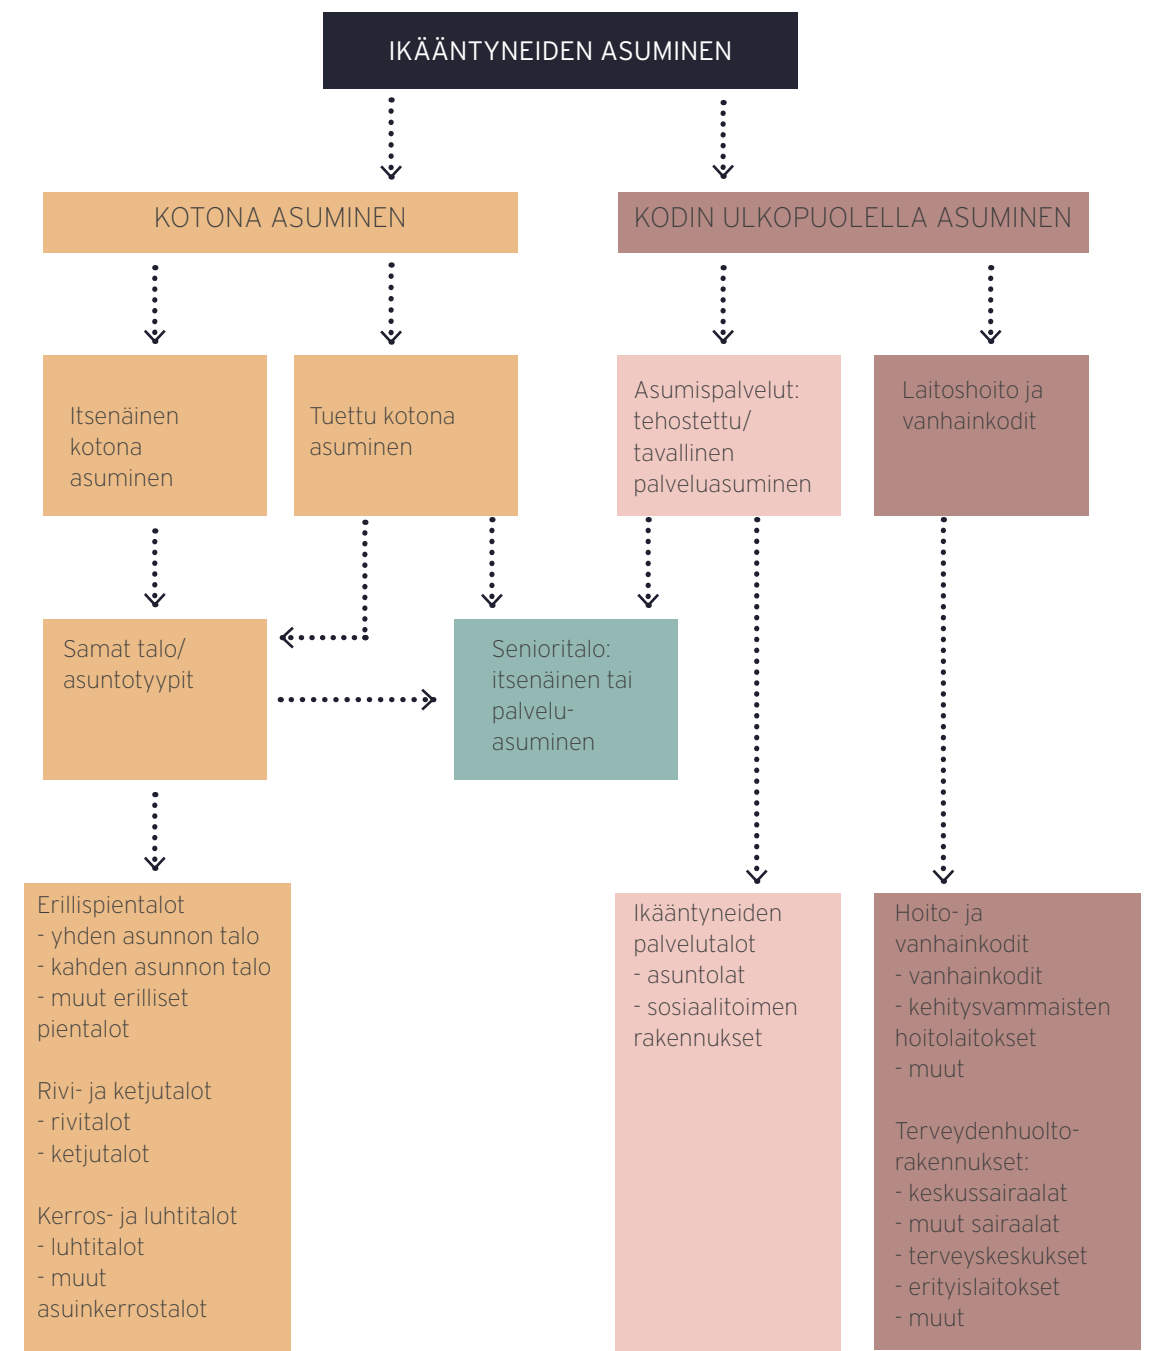 IKÄÄNTYNEIDEN ASUMINEN
KOTONA ASUMINEN
KODIN ULKOPUOLELLA ASUMINEN
Itsenäinen
kotona
asuminen
Tuettu kotona
asuminen
Asumispalvelut:
tehostettu/
tavallinen
palveluasuminen
Laitoshoito ja
vanhainkodit
Samat talo/
asuntotyypit
Senioritalo:
itsenäinen tai
palvelu-
asuminen
Erillispientalot
- yhden asunnon talo
- kahden asunnon talo
- muut erilliset
pientalot
Rivi- ja ketjutalot
- rivitalot
- ketjutalot
Kerros- ja luhtitalot
- luhtitalot
- muut
asuinkerrostalot
Ikääntyneiden
palvelutalot
- asuntolat
- sosiaalitoimen
rakennukset
Hoito- ja
vanhainkodit
- vanhainkodit
- kehitysvammaisten
hoitolaitokset
- muut
Terveydenhuolto-
rakennukset:
- keskussairaalat
- muut sairaalat
- terveyskeskukset
- erityislaitokset
- muut